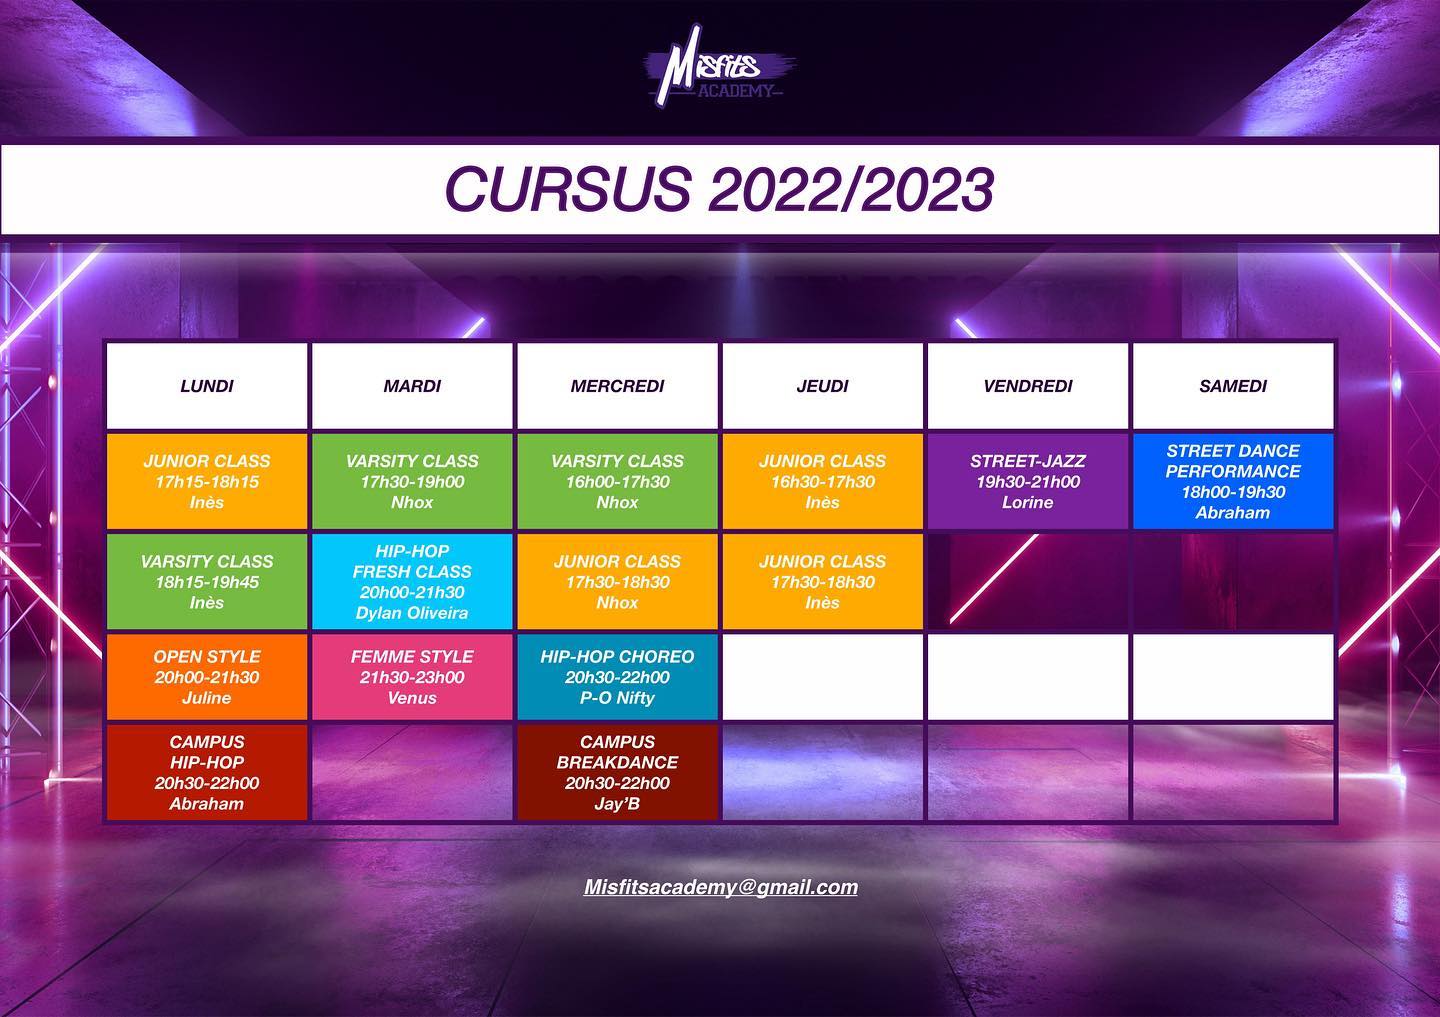 Misfits
ACADEMY
CURSUS 2022/2023
LUNDI
MARDI
MERCREDI
JEUDI
VENDREDI
SAMEDI
JUNIOR CLASS
17h15-18h15
Inès
VARSITY CLASS
17h30-19h00
Nhox
VARSITY CLASS
16h00-17h30
Nhox
JUNIOR CLASS
16h30-17h30
Inès
STREET-JAZZ
19h30-21h00
Lorine
STREET DANCE
PERFORMANCE
18h00-19h30
Abraham
VARSITY CLASS
18h15-19h45
Inès
HIP-HOP
FRESH CLASS
20h00-21h30
Dylan Oliveira
JUNIOR CLASS
17h30-18h30
Nhox
JUNIOR CLASS
17h30-18h30
Inès
OPEN STYLE
20h00-21h30
Juline
FEMME STYLE
21h30-23h00
Venus
HIP-HOP CHOREO
20h30-22h00
P-O Nifty
CAMPUS
HIP-HOP
20h30-22h00
Abraham
CAMPUS
BREAKDANCE
20h30-22h00
Jay’B
Misfitsacademy@gmail.com